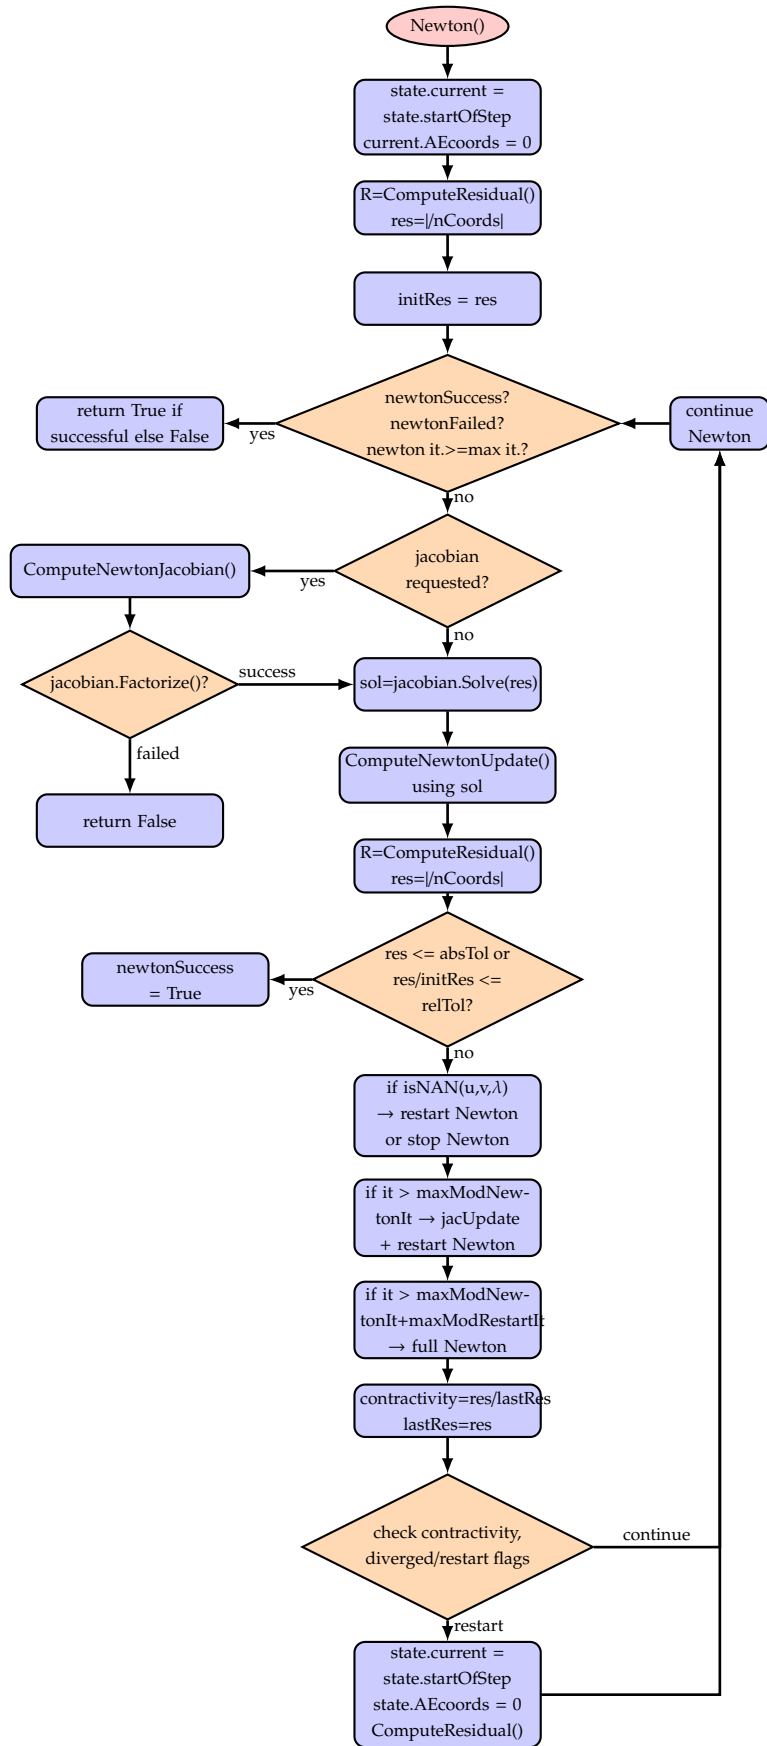 Newton()
state.current =
state.startOfStep
current.AEcoords = 0
R=ComputeResidual()
res=|/nCoords|
initRes = res
newtonSuccess?
newtonFailed?
newton it.>=max it.?
yes
return True if
successful else False
continue
Newton
no
jacobian
requested?
yes
ComputeNewtonJacobian()
no
jacobian.Factorize()?
success
sol=jacobian.Solve(res)
failed
return False
ComputeNewtonUpdate()
using sol
R=ComputeResidual()
res=|/nCoords|
res <= absTol or
res/initRes <=
relTol?
yes
newtonSuccess
= True
no
if isNAN(u,v,λ)
→ restart Newton
or stop Newton
if it > maxModNew-
tonIt → jacUpdate
+ restart Newton
if it > maxModNew-
tonIt+maxModRestartIt
→ full Newton
contractivity=res/lastRes
lastRes=res
check contractivity,
diverged/restart flags
continue
restart
state.current =
state.startOfStep
state.AEcoords = 0
ComputeResidual()